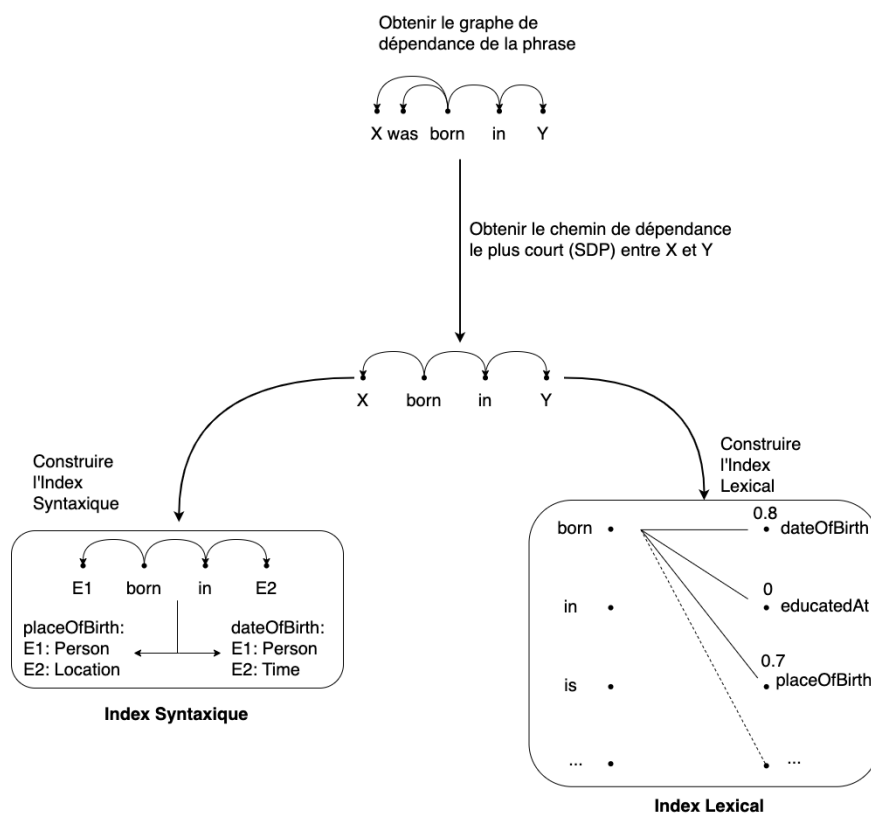 Obtenir le graphe de
dépendance de la phrase
X was born in Y
Obtenir le chemin de dépendance
le plus court (SDP) entre X et Y
X born in Y
Construire
l'Index
Syntaxique
E1 born in E2
placeOfBirth:
E1: Person
E2: Location
dateOfBirth:
E1: Person
E2: Time
Index Syntaxique
Construire
l'Index
Lexical
0.8
born dateOfBirth
0
in educatedAt
0.7
is placeOfBirth
... ...
Index Lexical